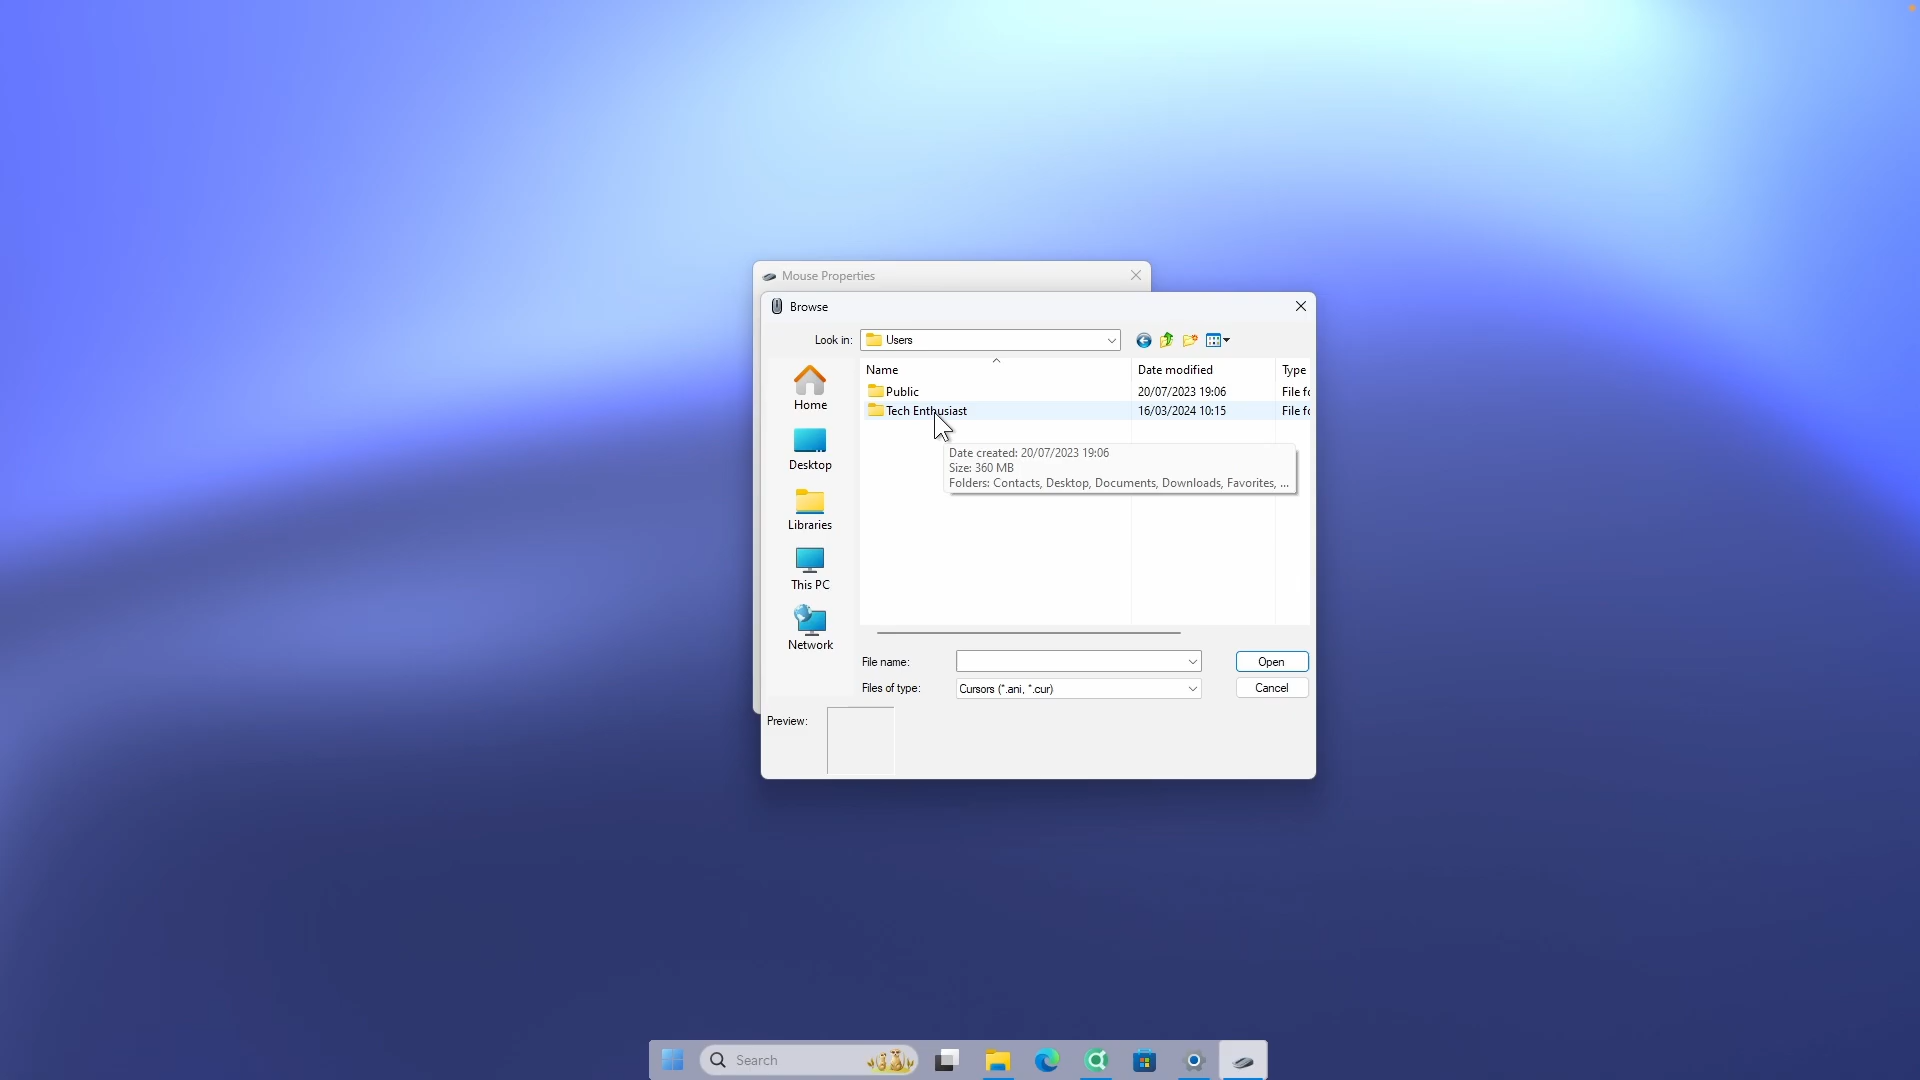 Mouse Properties
Browse
Look in: Users
Name Date modified Type
Public 20/07/2023 19:06 File fo
Tech Enthusiast 16/03/2024 10:15 File fo
Date created: 20/07/2023 19:06
Size: 360 MB
Folders: Contacts, Desktop, Documents, Downloads, Favorites, ...
Home
Desktop
Libraries
This PC
Network
File name: Open
Files of type: Cursors (*.ani, *.cur) Cancel
Preview:
Search